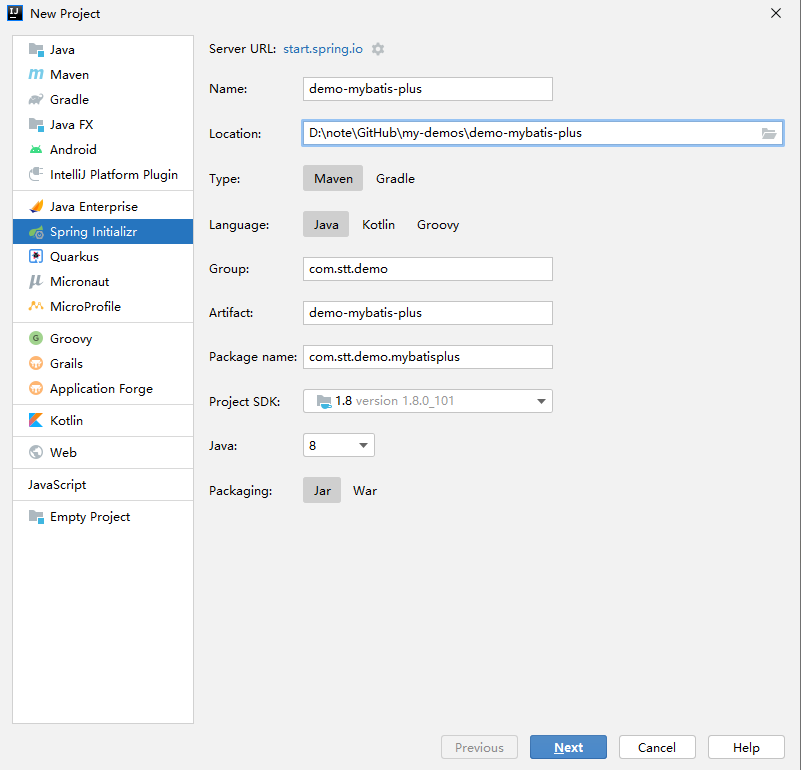 New Project
Java
Maven
Gradle
Java FX
Android
IntelliJ Platform Plugin
Java Enterprise
Spring Initializr
Quarkus
Micronaut
MicroProfile
Groovy
Grails
Application Forge
Kotlin
Web
JavaScript
Empty Project
Server URL: start.spring.io
Name: demo-mybatis-plus
Location: D:\note\GitHub\my-demos\demo-mybatis-plus
Type: Maven Gradle
Language: Java Kotlin Groovy
Group: com.stt.demo
Artifact: demo-mybatis-plus
Package name: com.stt.demo.mybatisplus
Project SDK: 1.8 version 1.8.0_101
Java: 8
Packaging: Jar War
Previous Next Cancel Help